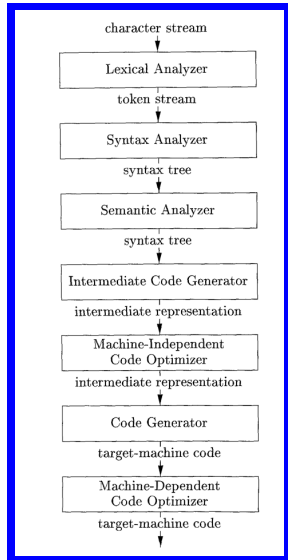 character stream
Lexical Analyzer
token stream
Syntax Analyzer
syntax tree
Semantic Analyzer
syntax tree
Intermediate Code Generator
intermediate representation
Machine-Independent
Code Optimizer
intermediate representation
Code Generator
target-machine code
Machine-Dependent
Code Optimizer
target-machine code